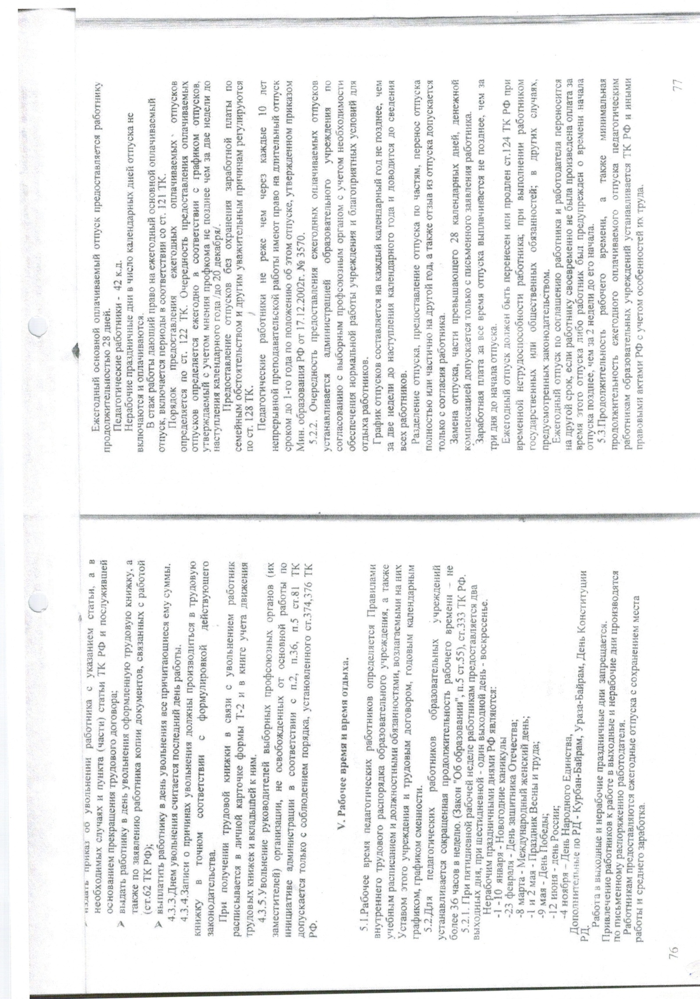 издать приказ об увольнении работника с указанием статьи, а в
необходимых случаях и пункта (части) статьи ТК РФ и послужившей
основанием прекращения трудового договора;
➢ выдать работнику в день увольнения оформленную трудовую книжку, а
также по заявлению работника копии документов, связанных с работой
(ст.62 ТК РФ);
➢ выплатить работнику в день увольнения все причитающиеся ему суммы.
4.3.3.Днем увольнения считается последний день работы.
4.3.4.Записи о причинах увольнения должны производиться в трудовую
книжку в точном соответствии с формулировкой действующего
законодательства.
При получении трудовой книжки в связи с увольнением работник
расписывается в личной карточке формы Т-2 и в книге учета движения
трудовых книжек и вкладышей к ним.
4.3.5.Увольнение руководителей выборных профсоюзных органов (их
заместителей) организации, не освобожденных от основной работы по
инициативе администрации в соответствии с п.2, п.36, п.5 ст.81 ТК
допускается только с соблюдением порядка, установленного ст.374,376 ТК
РФ.
V. Рабочее время и время отдыха.
5.1.Рабочее время педагогических работников определяется Правилами
внутреннего трудового распорядка образовательного учреждения, а также
учебным расписанием и должностными обязанностями, возлагаемыми на них
Уставом этого учреждения и трудовым договором, годовым календарным
графиком, графиком сменности.
5.2.Для педагогических работников образовательных учреждений
устанавливается сокращенная продолжительность рабочего времени – не
более 36 часов в неделю. (Закон "Об образовании", п.5 ст.55), ст.333 ТК РФ.
5.2.1. При пятидневной рабочей неделе работникам предоставляется два
выходных дня, при шестидневной - один выходной день - воскресенье.
Нерабочим праздничными днями РФ являются:
-1 -10 января - Новогодние каникулы
-23 февраля - День защитника Отечества;
-8 марта - Международный женский день;
-1 и 2 мая - Праздник Весны и труда;
-9 мая - День Победы;
-12 июня - день России;
-4 ноября – День Народного Единства,
Дополнительные по РД - Курбан-Байрам, Ураза-Байрам, День Конституции
РД.
Работа в выходные и нерабочие праздничные дни запрещается.
Привлечение работников к работе в выходные и нерабочие дни производятся
по письменному распоряжению работодателя.
Работникам предоставляются ежегодные отпуска с сохранением места
работы и среднего заработка.
76
Ежегодный основной оплачиваемый отпуск предоставляется работнику
продолжительностью 28 дней.
Педагогические работники - 42 к.д.
Нерабочие праздничные дни в число календарных дней отпуска не
включаются и оплачиваются.
В стаж работы дающий право на ежегодный основной оплачиваемый
отпуск, включается периоды в соответствии со ст. 121 ТК.
Порядок предоставления ежегодных оплачиваемых отпусков
определяется по ст. 122 ТК. Очередность предоставления оплачиваемых
отпусков определяется ежегодно в соответствии с графиком отпусков,
утверждаемый с учетом мнения профкома не позднее чем за две недели до
наступления календарного года /до 20 декабря/.
Предоставление отпусков без охранения заработной платы по
семейным обстоятельством и другим уважительным причинам регулируются
по ст. 128 ТК.
Педагогические работники не реже чем через каждые 10 лет
непрерывной преподавательской работы имеют право на длительный отпуск
сроком до 1-го года по положению об этом отпуске, утвержденном приказом
Мин. образования РФ от 17.12.2002г. № 3570.
5.2.2. Очередность предоставления ежегодных оплачиваемых отпусков
устанавливается администрацией образовательного учреждения по
согласованию с выборным профсоюзным органом с учетом необходимости
обеспечения нормальной работы учреждения и благоприятных условий для
отдыха работников.
График отпусков составляется на каждый календарный год не позднее, чем
за две недели до наступления календарного года и доводится до сведения
всех работников.
Разделение отпуска, предоставление отпуска по частям, перенос отпуска
полностью или частично на другой год, а также отзыв из отпуска допускается
только с согласия работника.
Замена отпуска, части превышающего 28 календарных дней, денежной
компенсацией допускается только с письменного заявления работника.
Заработная плата за все время отпуска выплачивается не позднее, чем за
три дня до начала отпуска.
Ежегодный отпуск должен быть перенесен или продлен ст.124 ТК РФ при
временной нетрудоспособности работника; при выполнении работником
государственных или общественных обязанностей; в других случаях,
предусмотренных законодательством.
Ежегодный отпуск по соглашению работника и работодателя переносится
на другой срок, если работнику своевременно не была произведена оплата за
время этого отпуска либо работник был предупрежден о времени начала
отпуска позднее, чем за 2 недели до его начала.
5.3.Продолжительность рабочего времени, а также минимальная
продолжительность ежегодного оплачиваемого отпуска педагогическим
работникам образовательных учреждений устанавливается ТК РФ и иными
правовыми актами РФ с учетом особенностей их труда.
77